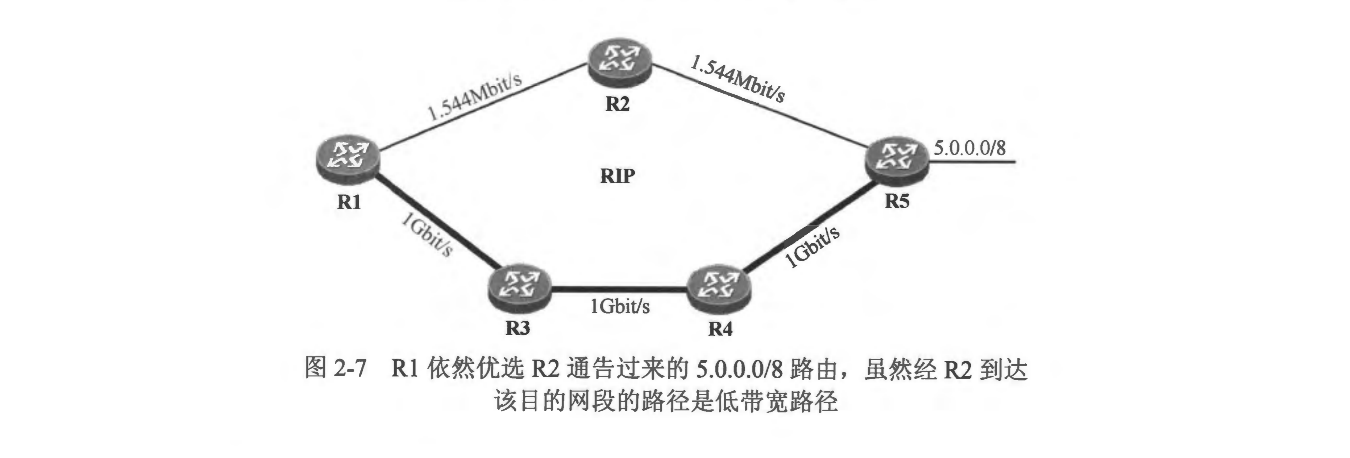 R2
1.544Mbit/s
1.544Mbit/s
5.0.0.0/8
R1
RIP
R5
1Gbit/s
1Gbit/s
1Gbit/s
R3
R4
图 2-7 R1 依然优选 R2 通告过来的 5.0.0.0/8 路由，虽然经 R2 到达
该目的网段的路径是低带宽路径